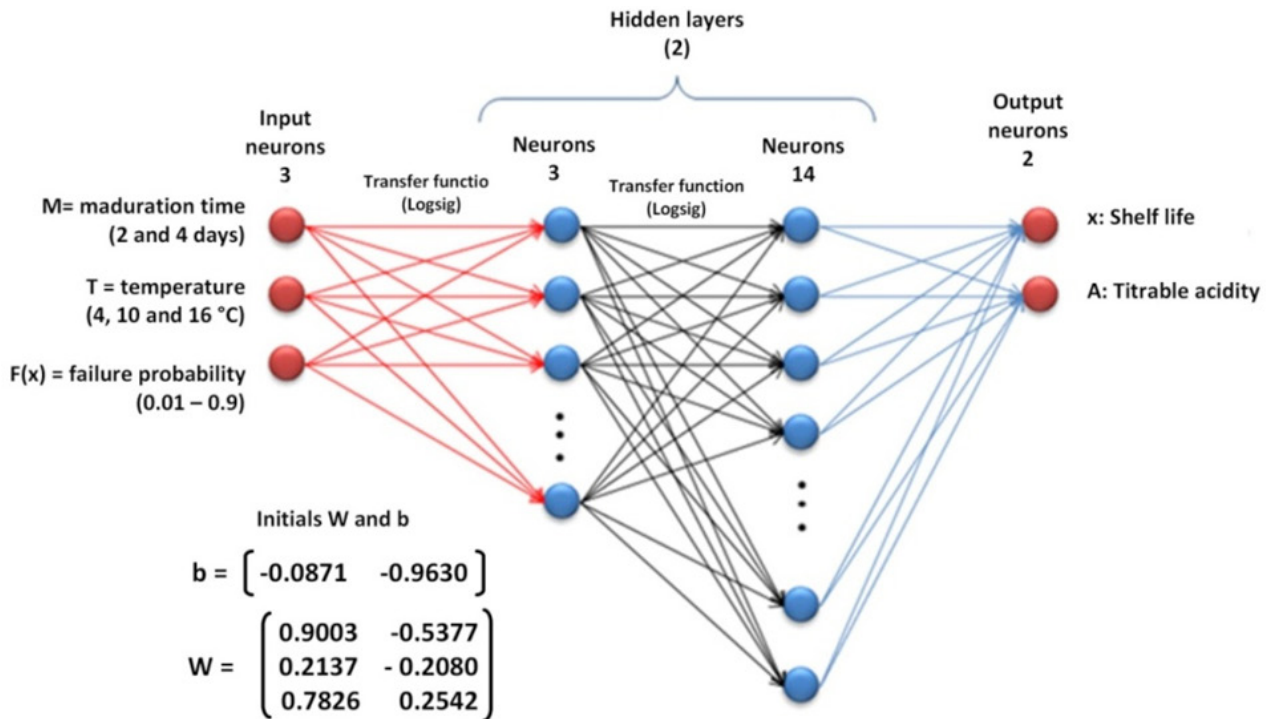 Hidden layers
(2)
Input
neurons
3
Transfer functio
(Logsig)
Neurons
3
Transfer function
(Logsig)
Neurons
14
Output
neurons
2
M= maduration time
(2 and 4 days)
T = temperature
(4, 10 and 16 °C)
F(x) = failure probability
(0.01 – 0.9)
x: Shelf life
A: Titrable acidity
Initials W and b
b = [ -0.0871 -0.9630 ]
W =
0.9003 -0.5377
0.2137 - 0.2080
0.7826 0.2542